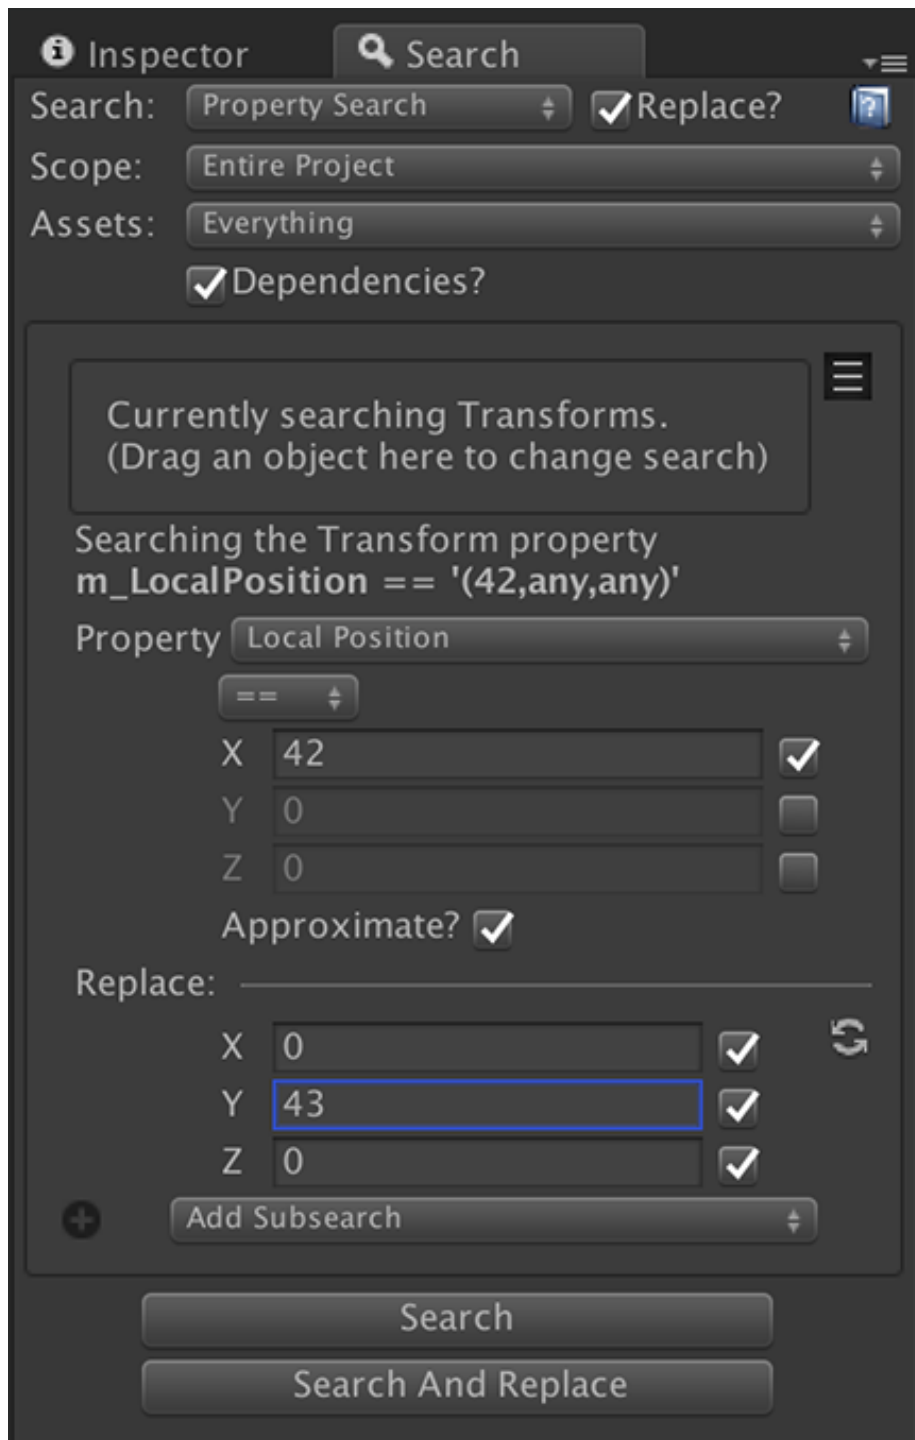 Inspector Search
Search: Property Search Replace?
Scope: Entire Project
Assets: Everything
Dependencies?
Currently searching Transforms.
(Drag an object here to change search)
Searching the Transform property
m_LocalPosition == '(42,any,any)'
Property Local Position
==
X 42
Y 0
Z 0
Approximate?
Replace:
X 0
Y 43
Z 0
Add Subsearch
Search
Search And Replace